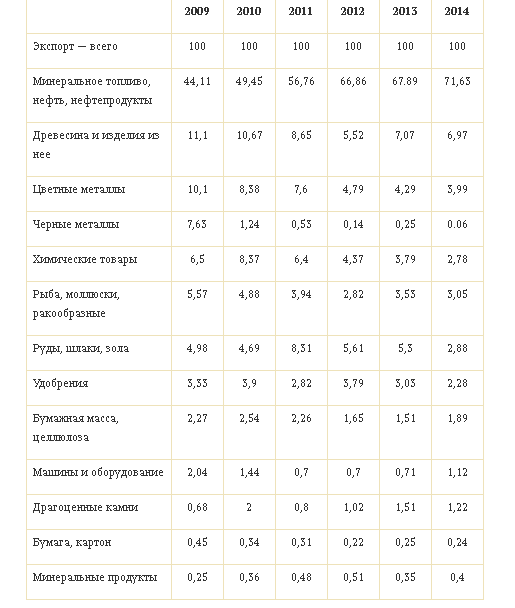 2009 2010 2011 2012 2013 2014
Экспорт — всего 100 100 100 100 100 100
Минеральное топливо, 44,11 49,45 56,76 66,86 67.89 71,63
нефть, нефтепродукты
Древесина и изделия из 11,1 10,67 8,65 5,52 7,07 6,97
нее
Цветные металлы 10,1 8,38 7,6 4,79 4,29 3,99
Черные металлы 7,63 1,24 0,53 0,14 0,25 0.06
Химические товары 6,5 8,37 6,4 4,37 3,79 2,78
Рыба, моллюски, 5,57 4,88 3,94 2,82 3,53 3,05
ракообразные
Руды, шлаки, зола 4,98 4,69 8,31 5,61 5,3 2,88
Удобрения 3,33 3,9 2,82 3,79 3,03 2,28
Бумажная масса, 2,27 2,54 2,26 1,65 1,51 1,89
целлюлоза
Машины и оборудование 2,04 1,44 0,7 0,7 0,71 1,12
Драгоценные камни 0,68 2 0,8 1,02 1,51 1,22
Бумага, картон 0,45 0,34 0,31 0,22 0,25 0,24
Минеральные продукты 0,25 0,36 0,48 0,51 0,35 0,4